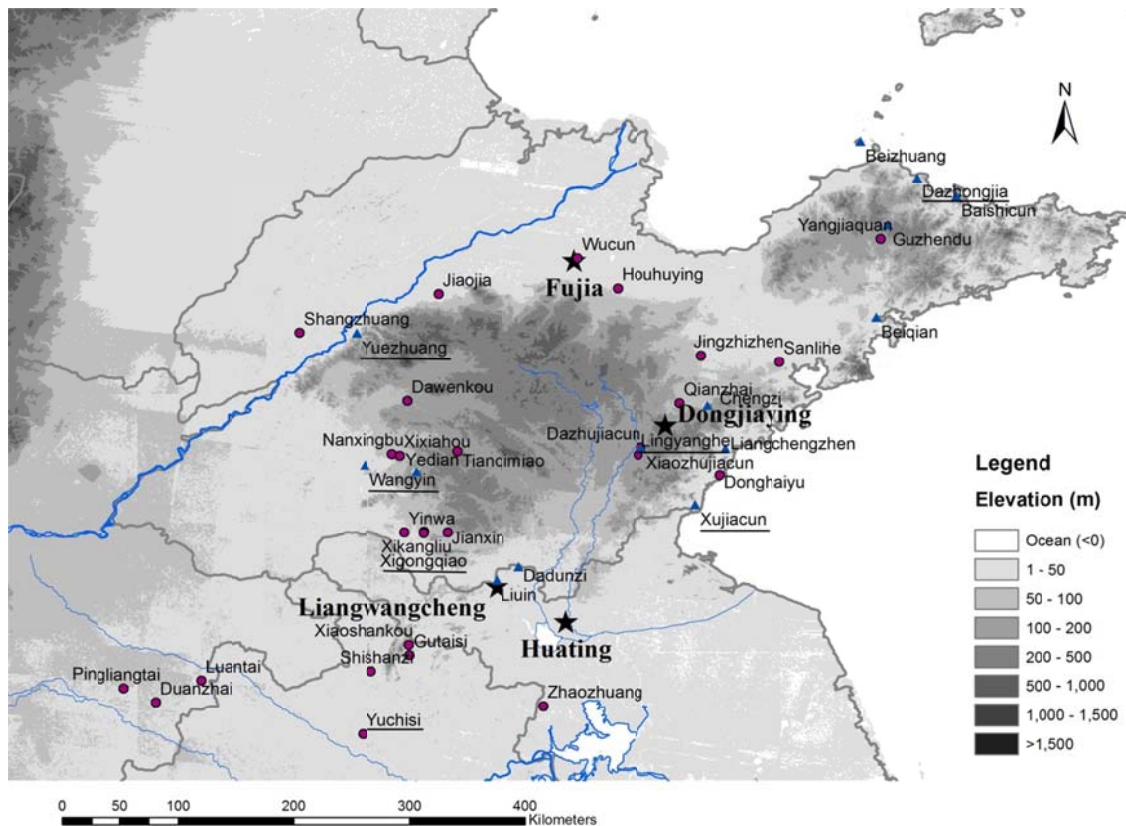 N
Beizhuang
Dazhongjia
Baishicun
Yangjiaquan
Guzhendu
Wucun
Fujia
Houhuying
Jiaojia
Shangzhuang
Yuezhuang
Beiqian
Jingzhizhen
Sanlihe
Dawenkou
Qianzhai
Chengzi
Dongjiaying
Nanxingbu
Xixiahou
Dazhujiacun
Lingyanghe
Liangchengzhen
Yedian
Tiancimiao
Xiaozhujiacun
Wangyin
Donghaiyu
Xujiacun
Yinwa
Jianxin
Xikangliu
Xigongqiao
Dadunzi
Liuin
Liangwangcheng
Xiaoshankou
Gutaisi
Huating
Shishanzi
Luantai
Pingliangtai
Duanzhai
Zhaozhuang
Yuchisi
Legend
Elevation (m)
Ocean (<0)
1 - 50
50 - 100
100 - 200
200 - 500
500 - 1,000
1,000 - 1,500
>1,500
0 50 100 200 300 400
Kilometers